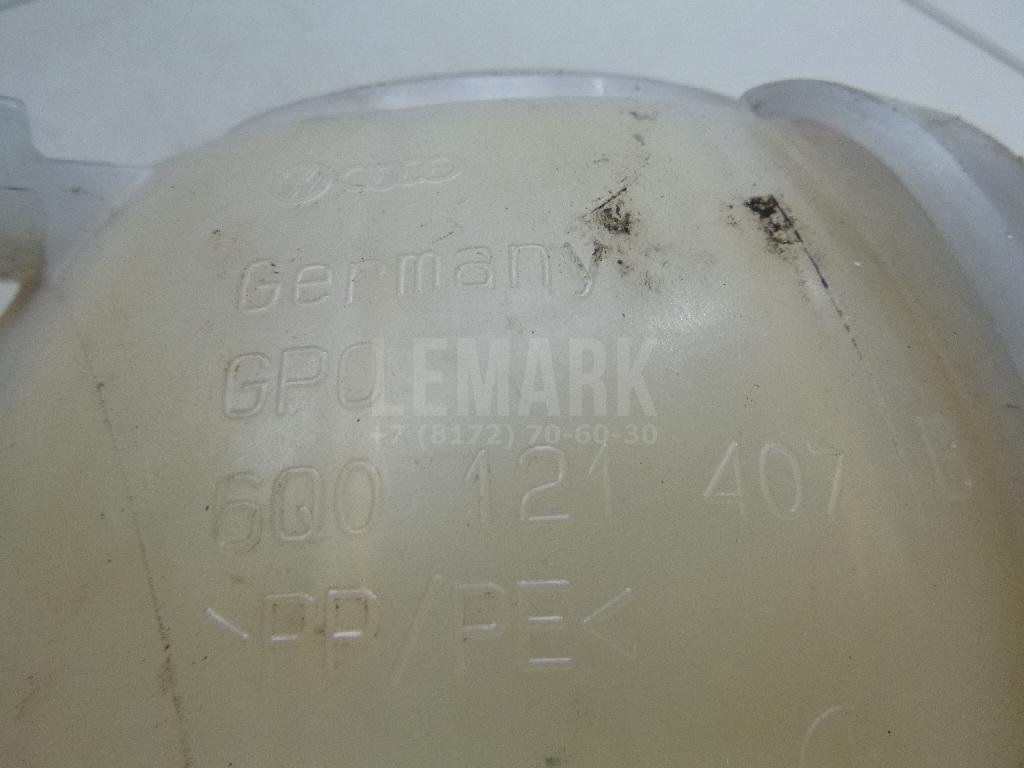 Germany
GPO
LEMARK
+7 (8172) 70-60-30
6Q0 121 407 B
>PP/PE<